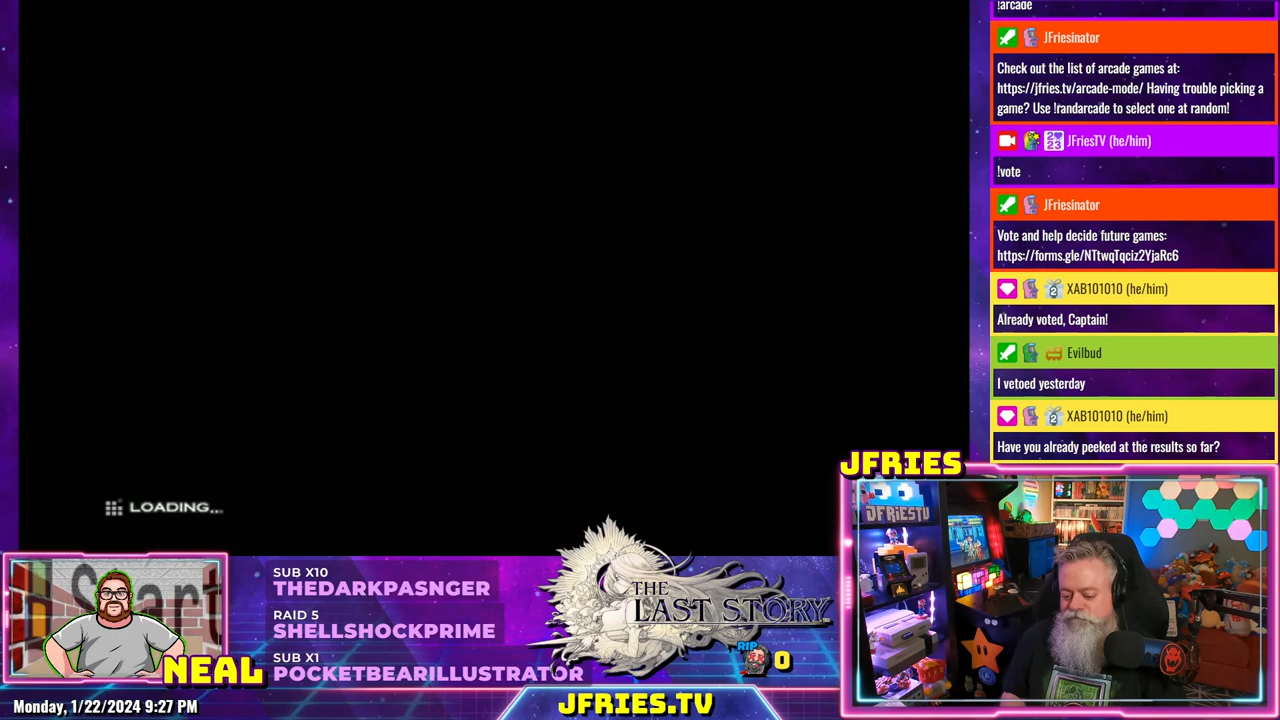 !arcade
JFriesinator
Check out the list of arcade games at:
https://jfries.tv/arcade-mode/ Having trouble picking a
game? Use !randarcade to select one at random!
JFriesTV (he/him)
!vote
JFriesinator
Vote and help decide future games:
https://forms.gle/NTtwqTqciz2YjaRc6
XAB101010 (he/him)
Already voted, Captain!
Evilbud
I vetoed yesterday
XAB101010 (he/him)
Have you already peeked at the results so far?
LOADING...
JFRIES
JFRIESTV
NEAL
SUB X10
THEDARKPASNGER
RAID 5
SHELLSHOCKPRIME
SUB X1
POCKETBEARILLUSTRATOR
THE
LAST STORY
RIP
0
Monday, 1/22/2024 9:27 PM
JFRIES.TV